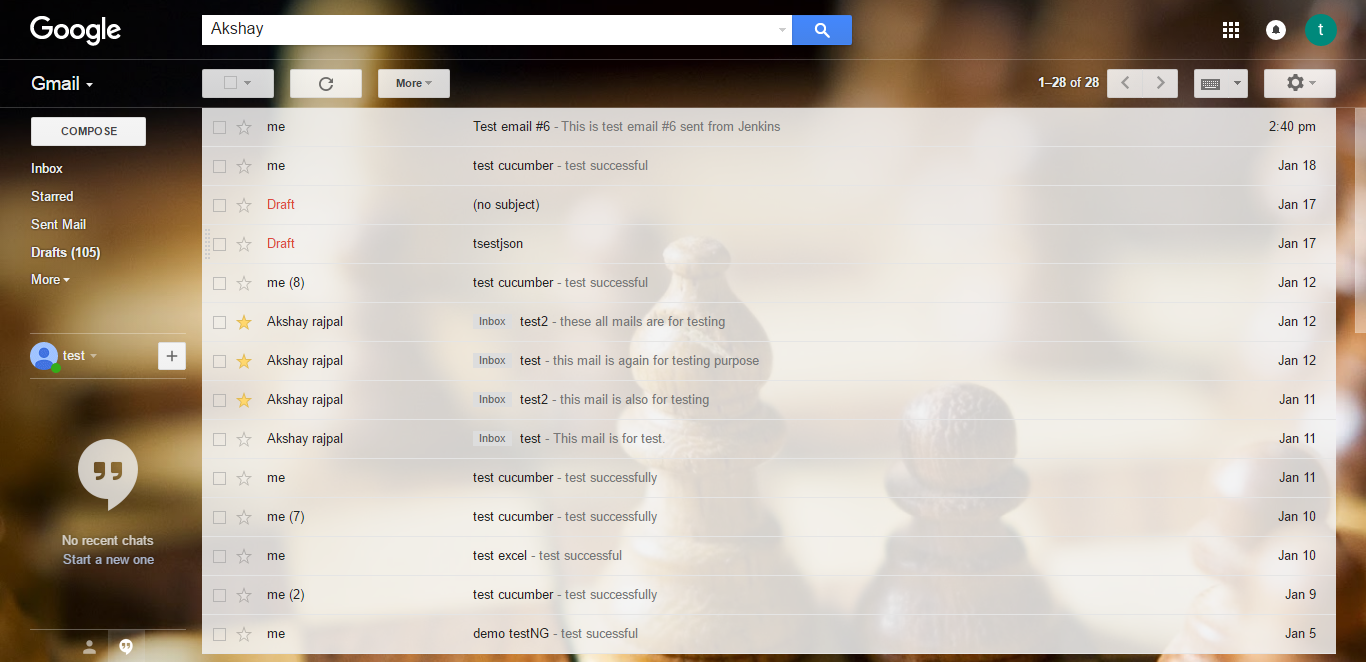 Google
Akshay
t
Gmail
More
1–28 of 28
COMPOSE
Inbox
Starred
Sent Mail
Drafts (105)
More
test
No recent chats
Start a new one
me Test email #6 - This is test email #6 sent from Jenkins 2:40 pm
me test cucumber - test successful Jan 18
Draft (no subject) Jan 17
Draft tsestjson Jan 17
me (8) test cucumber - test successful Jan 12
Akshay rajpal Inbox test2 - these all mails are for testing Jan 12
Akshay rajpal Inbox test - this mail is again for testing purpose Jan 12
Akshay rajpal Inbox test2 - this mail is also for testing Jan 11
Akshay rajpal Inbox test - This mail is for test. Jan 11
me test cucumber - test successfully Jan 11
me (7) test cucumber - test successfully Jan 10
me test excel - test successful Jan 10
me (2) test cucumber - test successfully Jan 9
me demo testNG - test sucessful Jan 5